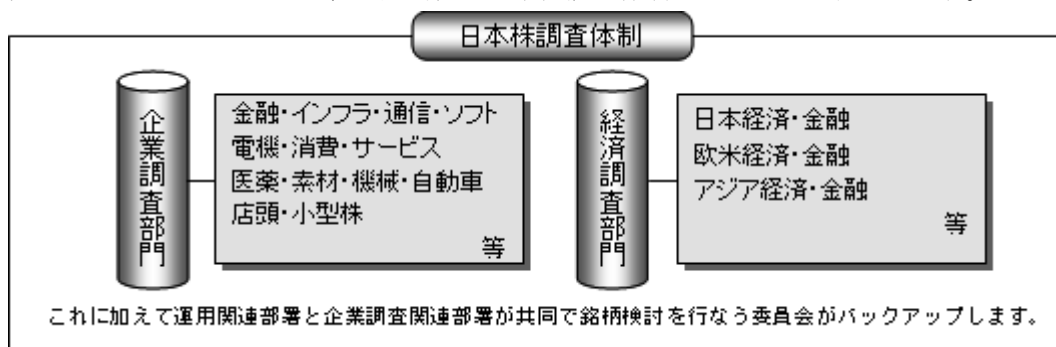 日本株調査体制
企業調査部門
金融・インフラ・通信・ソフト
電機・消費・サービス
医薬・素材・機械・自動車
店頭・小型株
等
経済調査部門
日本経済・金融
欧米経済・金融
アジア経済・金融
等
これに加えて運用関連部署と企業調査関連部署が共同で銘柄検討を行なう委員会がバックアップします。